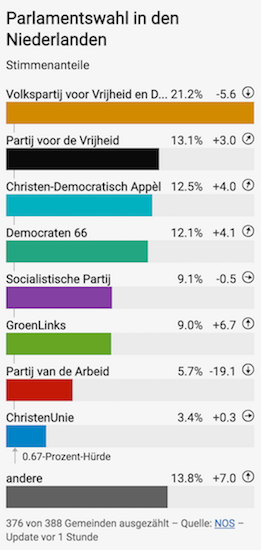 Parlamentswahl in den
Niederlanden
Stimmenanteile
Volkspartij voor Vrijheid en D... 21.2% -5.6
Partij voor de Vrijheid 13.1% +3.0
Christen-Democratisch Appèl 12.5% +4.0
Democraten 66 12.1% +4.1
Socialistische Partij 9.1% -0.5
GroenLinks 9.0% +6.7
Partij van de Arbeid 5.7% -19.1
ChristenUnie 3.4% +0.3
0.67-Prozent-Hürde
andere 13.8% +7.0
376 von 388 Gemeinden ausgezählt – Quelle: NOS –
Update vor 1 Stunde